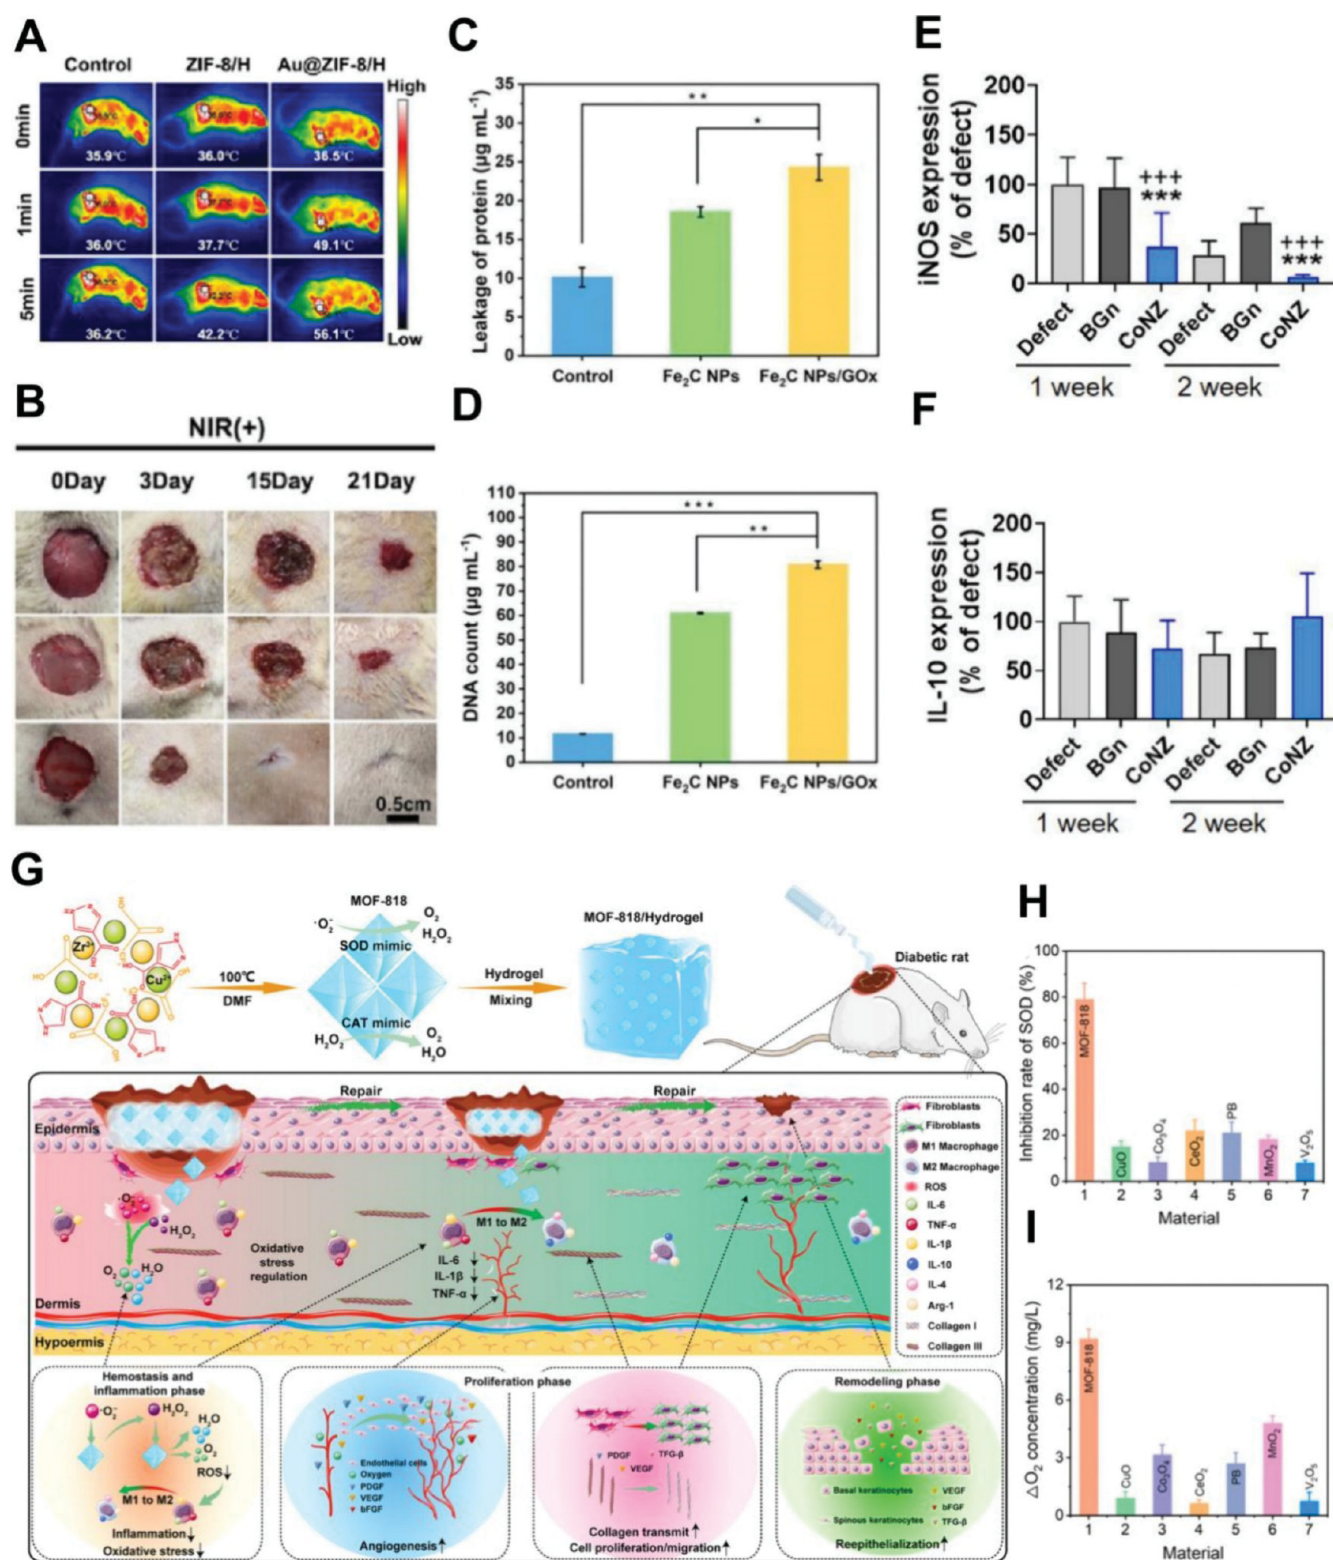 A
Control ZIF-8/H Au@ZIF-8/H
High
0min
35.9℃ 36.0℃ 36.5℃
1min
36.0℃ 37.7℃ 49.1℃
5min
36.2℃ 42.2℃ 56.1℃
Low
B
NIR(+)
0Day 3Day 15Day 21Day
0.5cm
C
Leakage of protein (μg mL⁻¹)
35
30
25
20
15
10
5
0
**
*
Control Fe₂C NPs Fe₂C NPs/GOx
D
DNA count (μg mL⁻¹)
110
100
90
80
70
60
50
40
30
20
10
0
***
**
Control Fe₂C NPs Fe₂C NPs/GOx
E
iNOS expression
(% of defect)
200
150
100
50
0
+++
***
+++
***
Defect BGn CoNZ Defect BGn CoNZ
1 week 2 week
F
IL-10 expression
(% of defect)
200
150
100
50
0
Defect BGn CoNZ Defect BGn CoNZ
1 week 2 week
G
Zr³⁺
Cu²⁺
100℃
DMF
MOF-818
·O₂⁻ O₂
H₂O₂
SOD mimic
CAT mimic
H₂O₂ O₂
H₂O
Hydrogel
Mixing
MOF-818/Hydrogel
Diabetic rat
Repair Repair
Epidermis
·O₂⁻
H₂O₂
O₂ H₂O
Oxidative
stress
regulation
M1 to M2
IL-6
IL-1β
TNF-α
Dermis
Hypoermis
Fibroblasts
Fibroblasts
M1 Macrophage
M2 Macrophage
ROS
IL-6
TNF-α
IL-1β
IL-10
IL-4
Arg-1
Collagen I
Collagen III
Hemostasis and
inflammation phase
·O₂⁻ H₂O₂
H₂O
O₂
ROS↓
M1 to M2
Inflammation↓
Oxidative stress↓
Proliferation phase
Endothelial cells
Oxygen
PDGF
VEGF
bFGF
Angiogenesis↑
PDGF TFG-β
VEGF
Collagen transmit↑
Cell proliferation/migration↑
Remodeling phase
Basal keratinocytes VEGF
bFGF
Spinous keratinocytes TFG-β
Reepithelialization↑
H
Inhibition rate of SOD (%)
100
80
60
40
20
0
MOF-818
CuO
Co₃O₄
CeO₂
PB
MnO₂
V₂O₅
1 2 3 4 5 6 7
Material
I
△O₂ concentration (mg/L)
12
9
6
3
0
MOF-818
CuO
Co₃O₄
CeO₂
PB
MnO₂
V₂O₅
1 2 3 4 5 6 7
Material